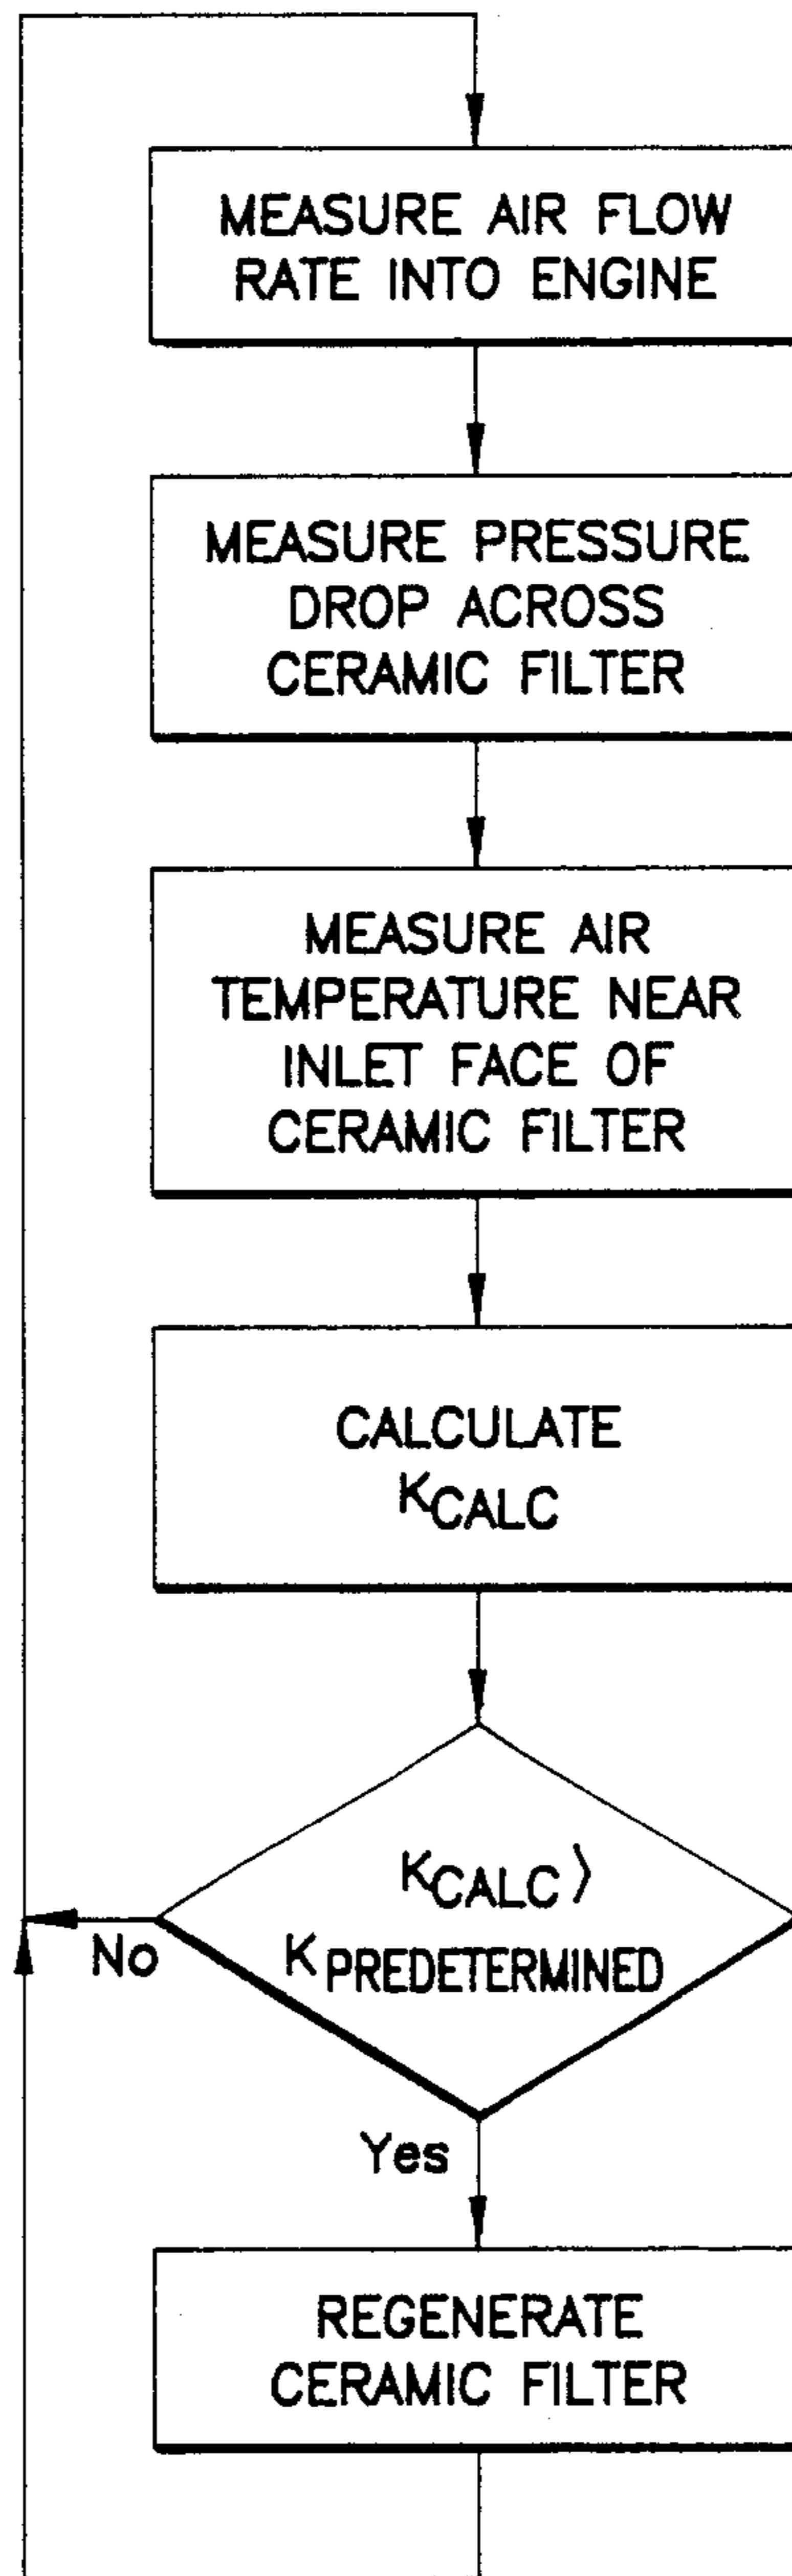 MEASURE AIR FLOW
RATE INTO ENGINE
MEASURE PRESSURE
DROP ACROSS
CERAMIC FILTER
MEASURE AIR
TEMPERATURE NEAR
INLET FACE OF
CERAMIC FILTER
CALCULATE
KCALC
KCALC >
K PREDETERMINED
No
Yes
REGENERATE
CERAMIC FILTER